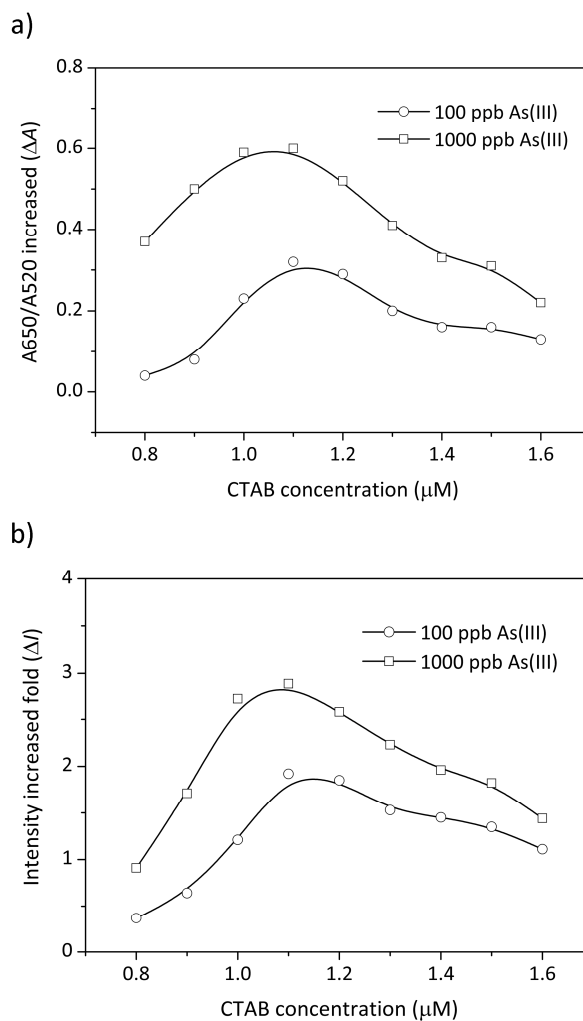 a)
0.8
0.6
0.4
0.2
0.0
A650/A520 increased (ΔA)
100 ppb As(III)
1000 ppb As(III)
0.8 1.0 1.2 1.4 1.6
CTAB concentration (μM)
b)
4
3
2
1
0
Intensity increased fold (ΔI)
100 ppb As(III)
1000 ppb As(III)
0.8 1.0 1.2 1.4 1.6
CTAB concentration (μM)